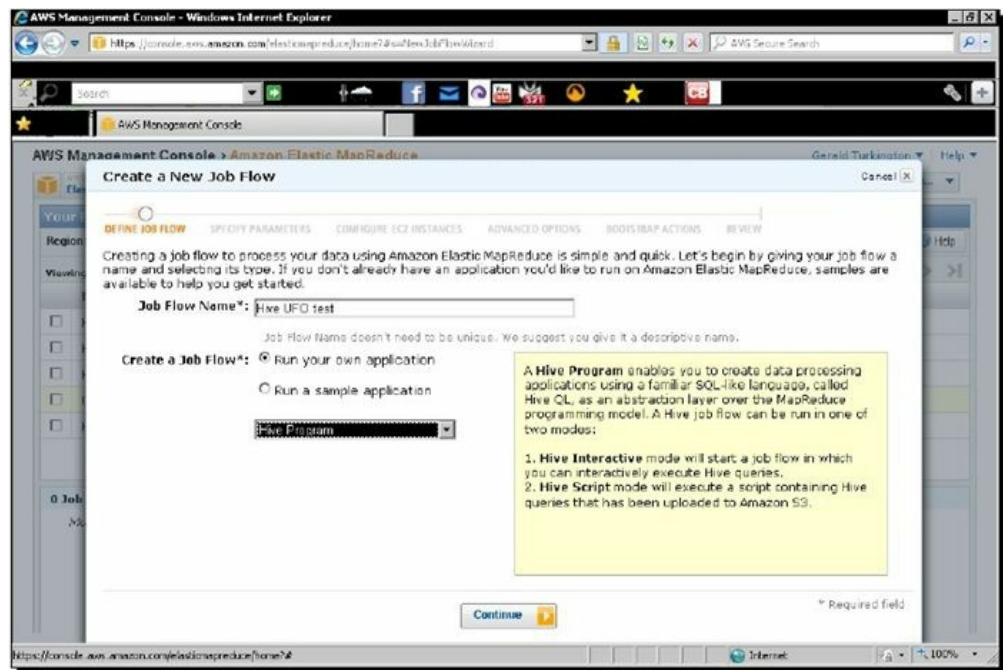 AWS Management Console - Windows Internet Explorer
https://console.aws.amazon.com/elasticmapreduce/home?#s=NewJobFlowWizard
AVG Secure Search
Search
321
CB
AWS Management Console
AWS Management Console > Amazon Elastic MapReduce
Gerald Turkington
Help
Create a New Job Flow
Cancel
DEFINE JOB FLOW
SPECIFY PARAMETERS
CONFIGURE EC2 INSTANCES
ADVANCED OPTIONS
BOOTSTRAP ACTIONS
REVIEW
Your
Region
Help
Viewing
Creating a job flow to process your data using Amazon Elastic MapReduce is simple and quick. Let's begin by giving your job flow a
name and selecting its type. If you don't already have an application you'd like to run on Amazon Elastic MapReduce, samples are
available to help you get started.
Job Flow Name*: Hive UFO test
Job Flow Name doesn't need to be unique. We suggest you give it a descriptive name.
Create a Job Flow*: Run your own application
Run a sample application
Hive Program
A Hive Program enables you to create data processing
applications using a familiar SQL-like language, called
Hive QL, as an abstraction layer over the MapReduce
programming model. A Hive job flow can be run in one of
two modes:
1. Hive Interactive mode will start a job flow in which
you can interactively execute Hive queries.
2. Hive Script mode will execute a script containing Hive
queries that has been uploaded to Amazon S3.
0 Job
Continue
* Required field
https://console.aws.amazon.com/elasticmapreduce/home?#
Internet
100%